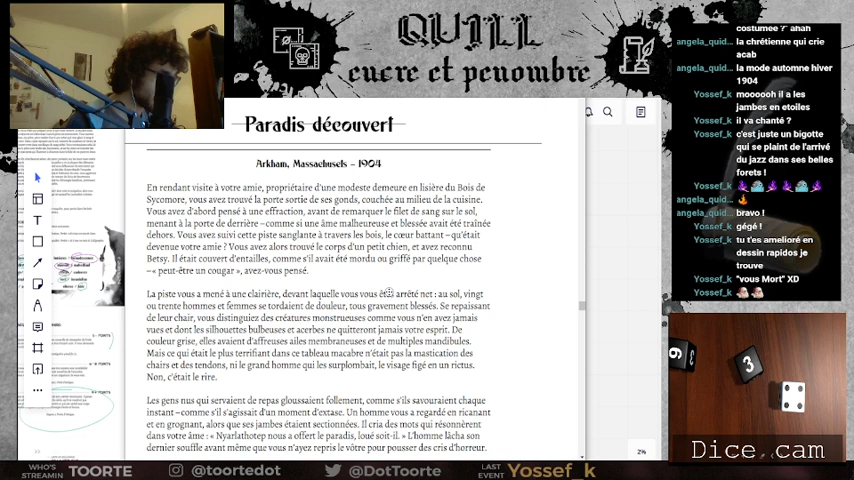 QUILL
encre et penombre
Paradis découvert
Arkham, Massachusets – 1904
En rendant visite à votre amie, propriétaire d'une modeste demeure en lisière du Bois de
Sycomore, vous avez trouvé la porte sortie de ses gonds, couchée au milieu de la cuisine.
Vous avez d'abord pensé à une effraction, avant de remarquer le filet de sang sur le sol,
menant à la porte de derrière – comme si une âme malheureuse et blessée avait été traînée
dehors. Vous avez suivi cette piste sanglante à travers les bois, le cœur battant – qu'était
devenue votre amie ? Vous avez alors trouvé le corps d'un petit chien, et avez reconnu
Betsy. Il était couvert d'entailles, comme s'il avait été mordu ou griffé par quelque chose
– « peut-être un cougar », avez-vous pensé.
La piste vous a mené à une clairière, devant laquelle vous vous êtes arrêté net : au sol, vingt
ou trente hommes et femmes se tordaient de douleur, tous gravement blessés. Se repaissant
de leur chair, vous distinguez des créatures monstrueuses comme vous n'en avez jamais
vues et dont les silhouettes bulbeuses et acerbes ne quitteront jamais votre esprit. De
couleur grise, elles avaient d'affreuses ailes membraneuses et de multiples mandibules.
Mais ce qui était le plus terrifiant dans ce tableau macabre n'était pas la mastication des
chairs et des tendons, ni le grand homme qui les surplombait, le visage figé en un rictus.
Non, c'était le rire.
Les gens nus qui servaient de repas gloussaient follement, comme s'ils savouraient chaque
instant – comme s'il s'agissait d'un moment d'extase. Un homme vous a regardé en ricanant
et en grognant, alors que ses jambes étaient sectionnées. Il cria des mots qui résonnèrent
dans votre âme : « Nyarlathotep nous a offert le paradis, loué soit-il. » L'homme lâcha son
dernier souffle avant même que vous n'ayez repris le vôtre pour pousser des cris d'horreur.
2%
costumée ?" ahah
angela_quid... la chrétienne qui crie
acab
angela_quid... la mode automne hiver
1904
Yossef_k moooooh il a les
jambes en etoiles
Yossef_k il va chanté ?
Yossef_k c'est juste un bigotte
qui se plaint de l'arrivé
du jazz dans ses belles
forets !
Yossef_k
angela_quid...
angela_quid... bravo !
Yossef_k gégé !
Yossef_k tu t'es amelioré en
dessin rapidos je
trouve
Yossef_k "vous Mort" XD
Yossef_k
3
Dice.cam
WHO'S
STREAMIN
TOORTE
toortedot
@DotToorte
LAST
EVENT
Yossef_k